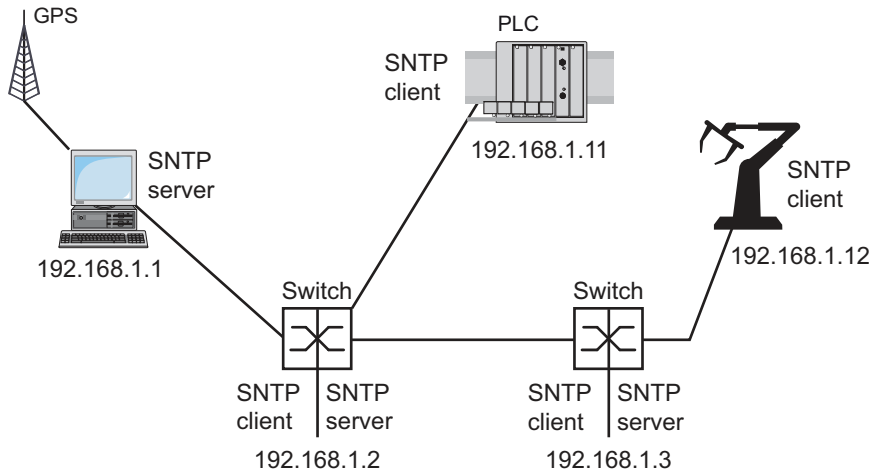 GPS
PLC
SNTP
client
192.168.1.11
SNTP
server
192.168.1.1
SNTP
client
192.168.1.12
Switch
SNTP
client
SNTP
server
192.168.1.2
Switch
SNTP
client
SNTP
server
192.168.1.3